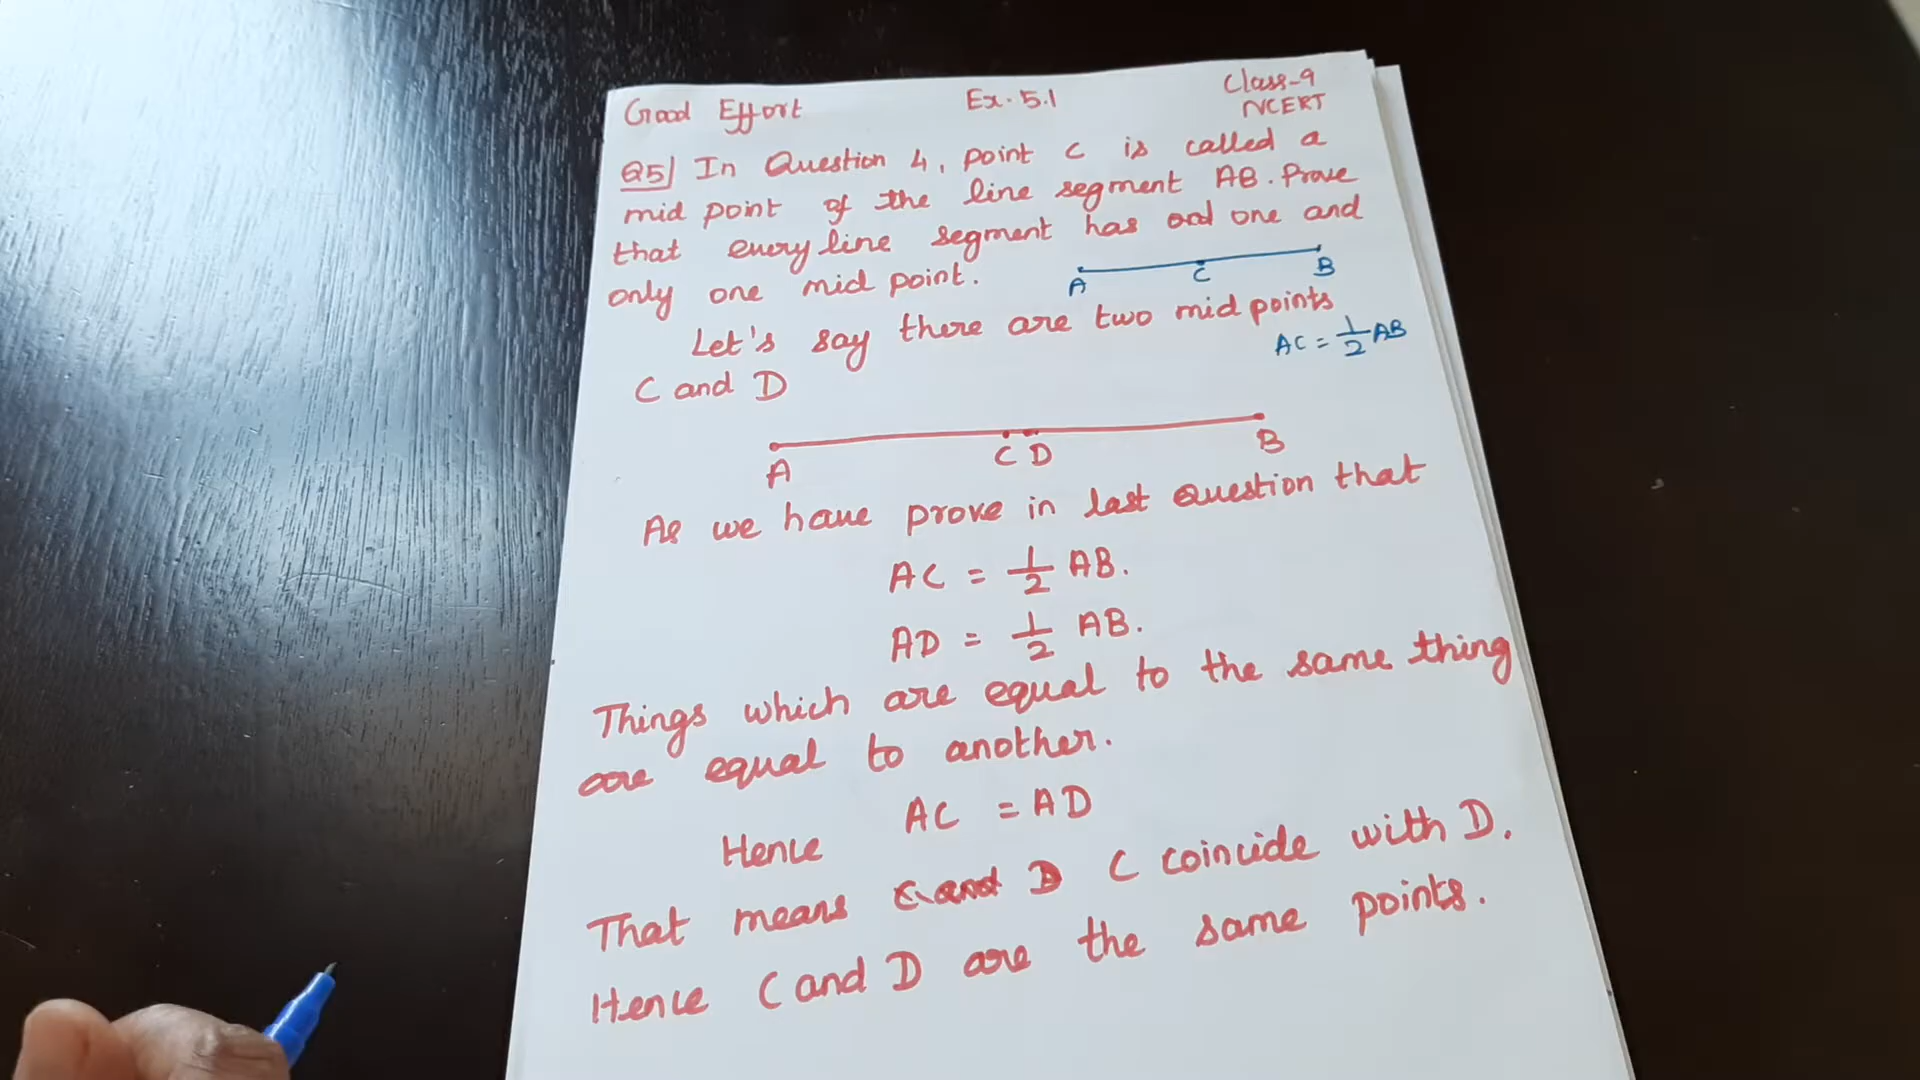 Good Effort Ex. 5.1 Class-9
NCERT
Q5| In Question 4, point C is called a
mid point of the line segment AB. Prove
that every line segment has one and
only one mid point.
A C B
Let's say there are two mid points
AC = 1/2 AB
C and D
A C D B
As we have prove in last Question that
AC = 1/2 AB.
AD = 1/2 AB.
Things which are equal to the same thing
are equal to another.
AC = AD
Hence
That means C and D C coincide with D.
Hence C and D are the same points.